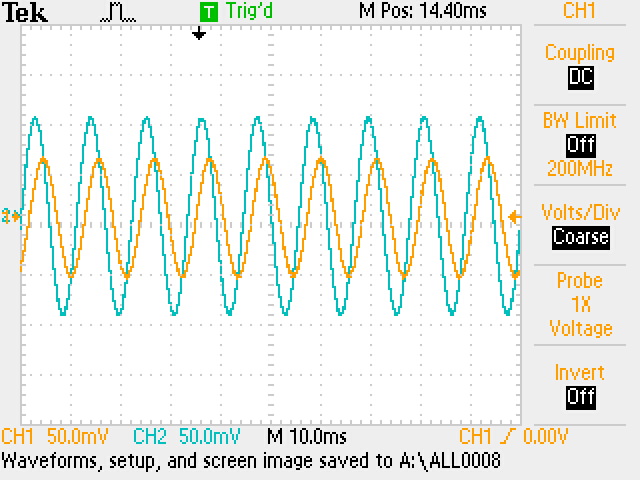 Tek T Trig'd M Pos: 14.40ms CH1
Coupling
DC
BW Limit
Off
200MHz
Volts/Div
Coarse
Probe
1X
Voltage
Invert
Off
CH1 50.0mV CH2 50.0mV M 10.0ms CH1 / 0.00V
Waveforms, setup, and screen image saved to A:\ALL0008